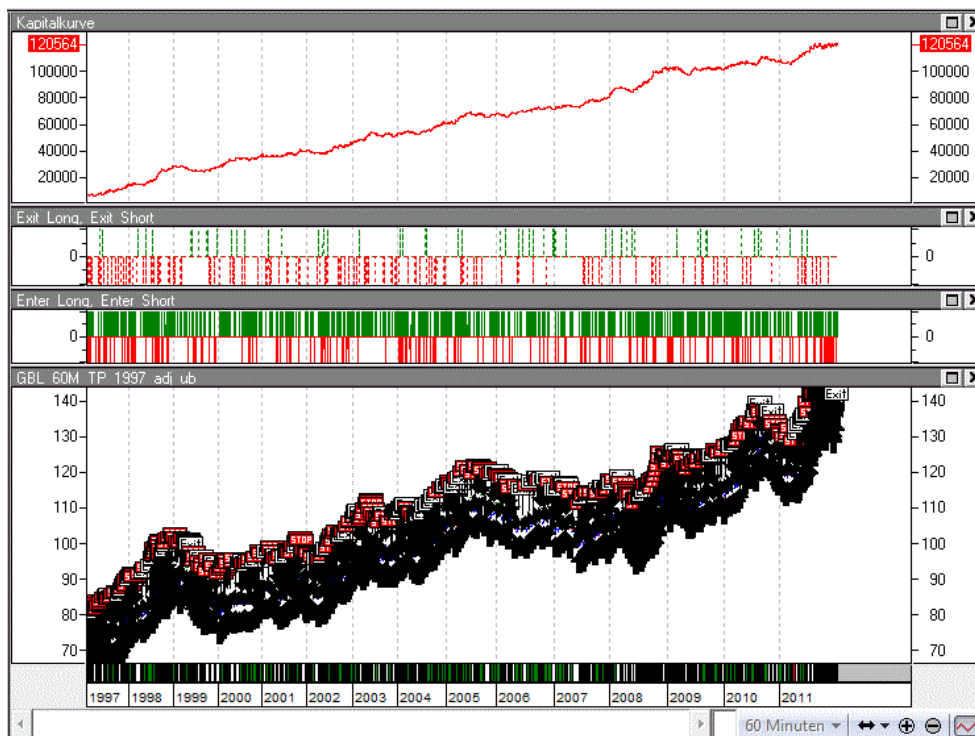 Kapitalkurve
120564 120564
100000 100000
80000 80000
60000 60000
40000 40000
20000 20000
Exit Long, Exit Short
0 0
Enter Long, Enter Short
0 0
GBL 60M TP 1997 adj ub
140 140
130 130
120 120
110 110
100 100
90 90
80 80
70 70
Exit
Exit
Exit
Exit
STOP
1997 1998 1999 2000 2001 2002 2003 2004 2005 2006 2007 2008 2009 2010 2011
60 Minuten